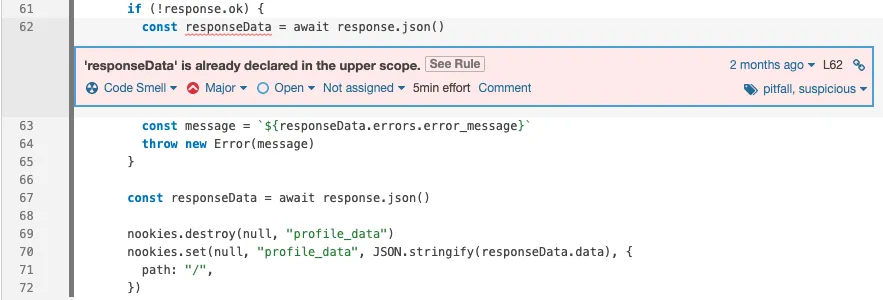 61 if (!response.ok) {
62 const responseData = await response.json()
'responseData' is already declared in the upper scope. See Rule 2 months ago L62
Code Smell Major Open Not assigned 5min effort Comment pitfall, suspicious
63 const message = `${responseData.errors.error_message}`
64 throw new Error(message)
65 }
66
67 const responseData = await response.json()
68
69 nookies.destroy(null, "profile_data")
70 nookies.set(null, "profile_data", JSON.stringify(responseData.data), {
71 path: "/",
72 })